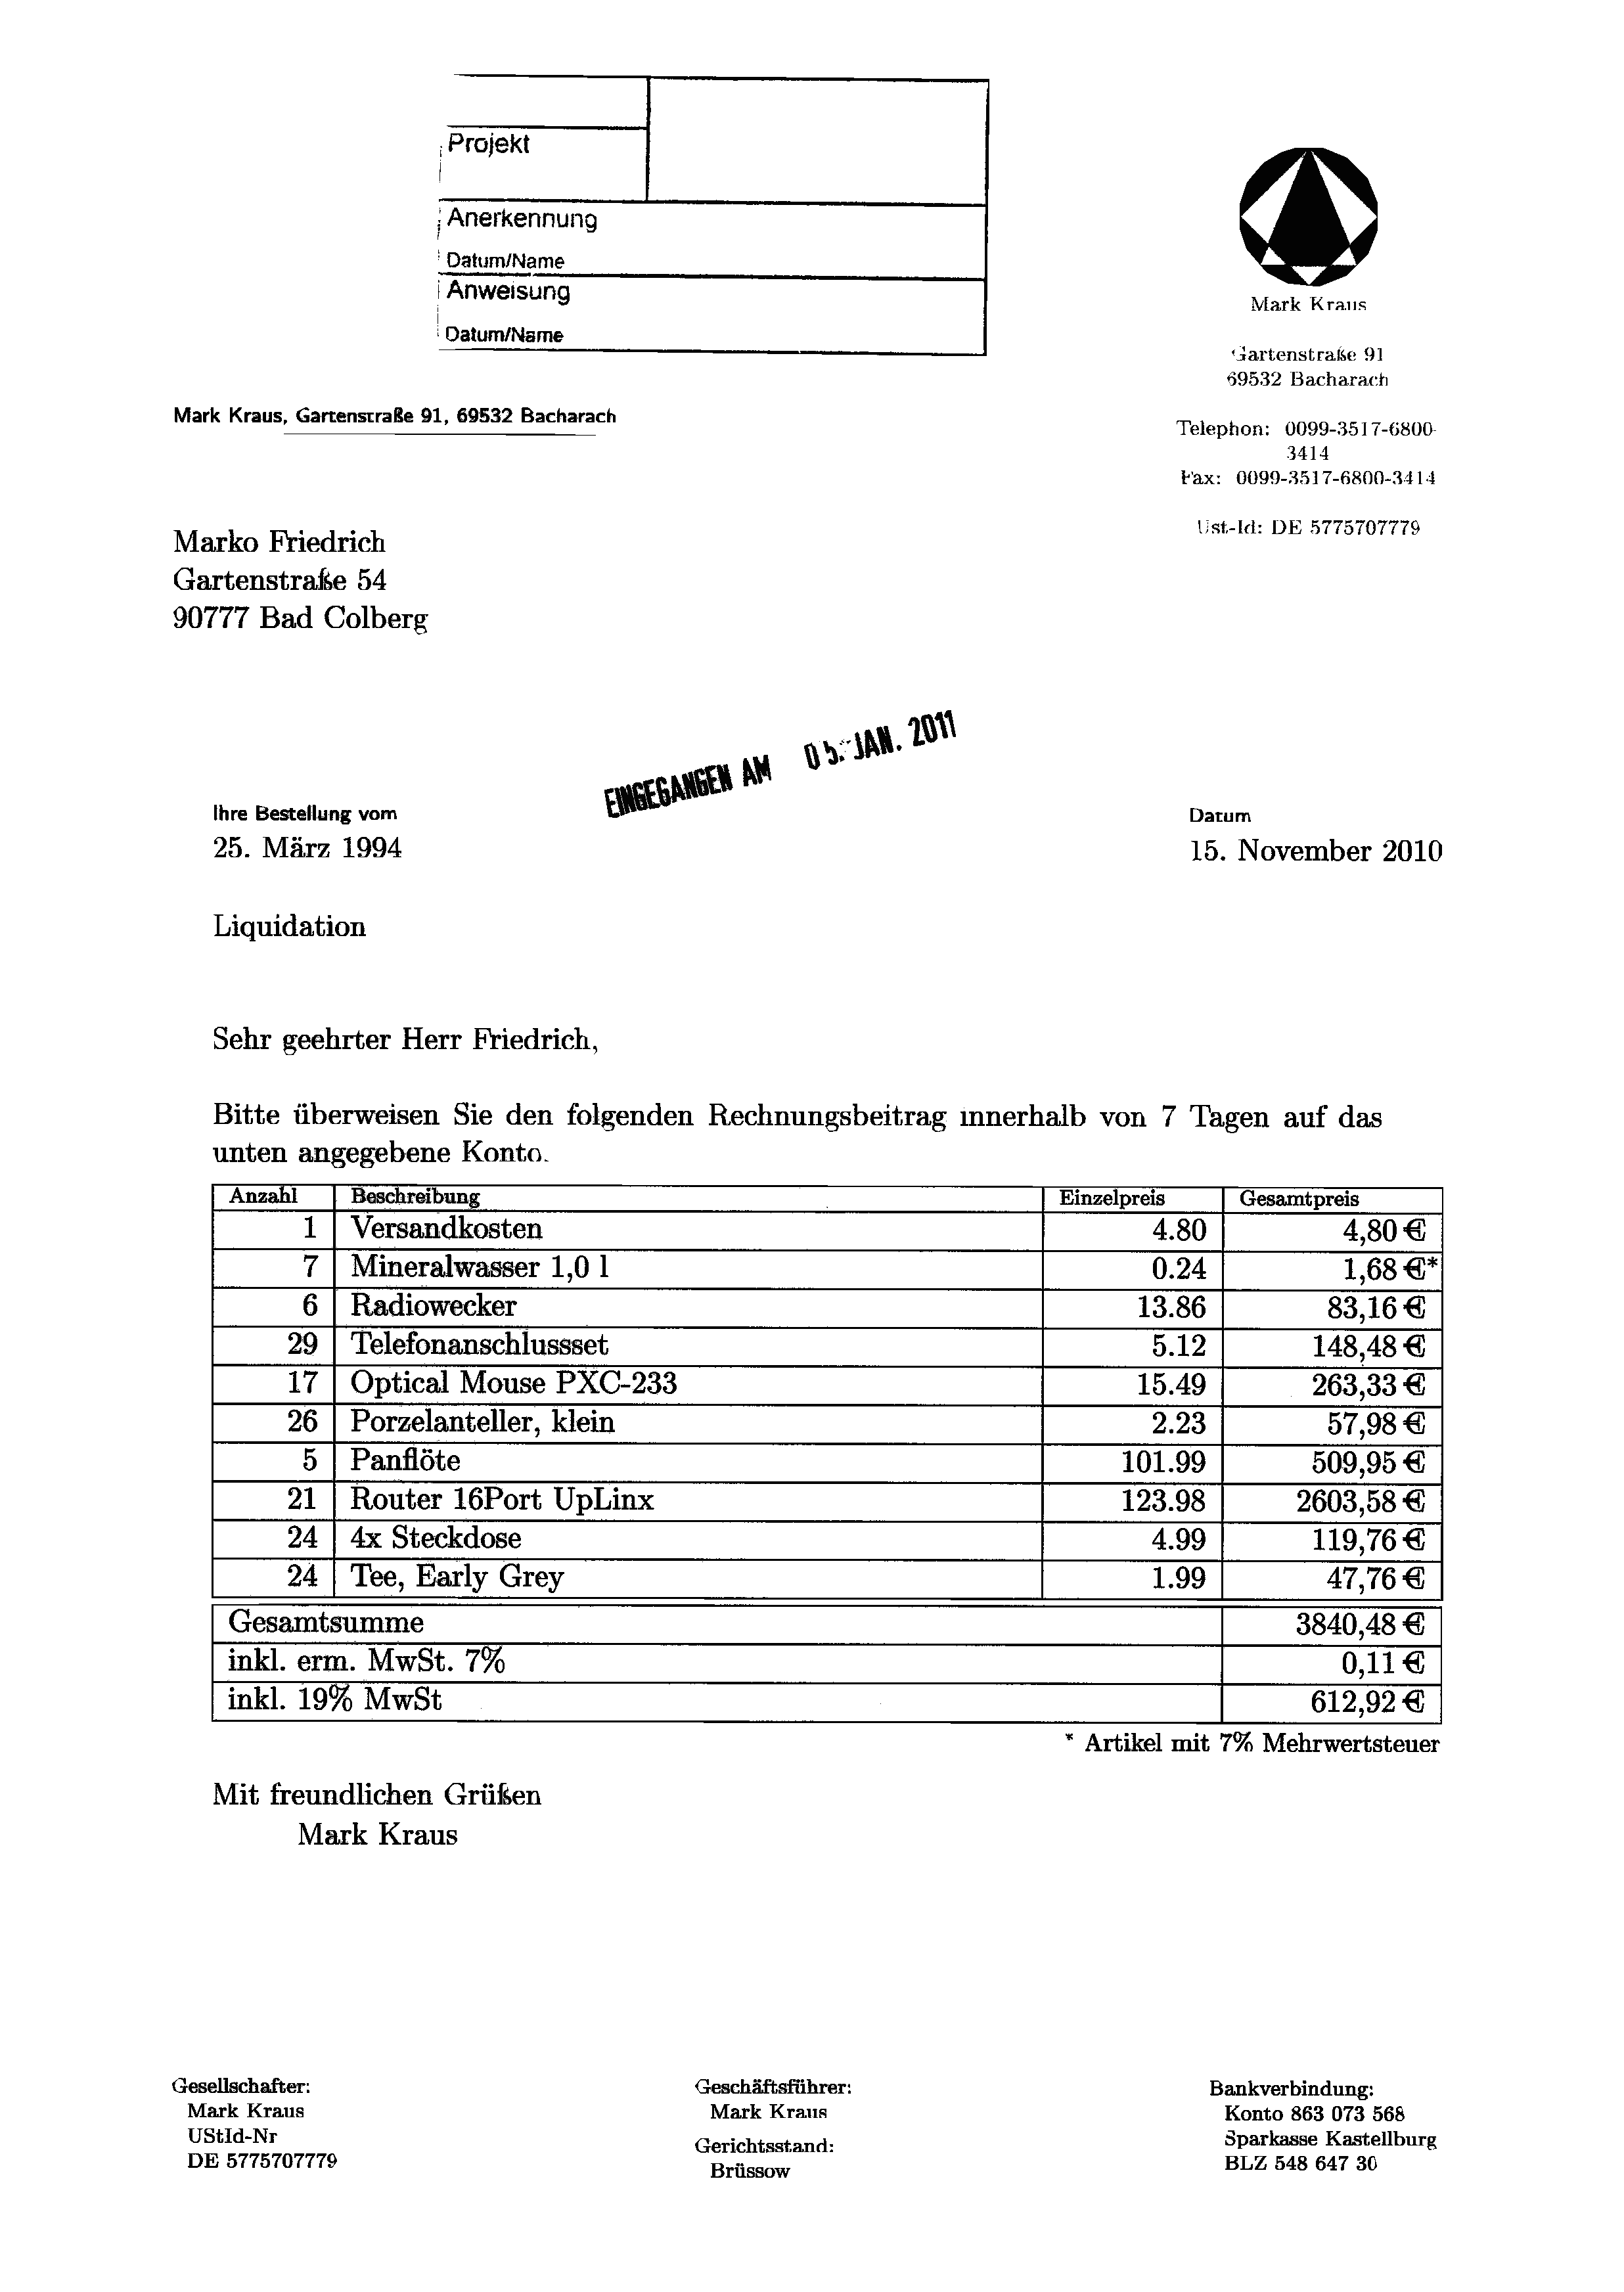 Projekt
Anerkennung
Datum/Name
Anweisung
Datum/Name
Mark Kraus
Gartenstraße 91
69532 Bacharach
Telephon: 0099-3517-6800-
3414
Fax: 0099-3517-6800-3414
Ust-Id: DE 5775707779
Mark Kraus, Gartenstraße 91, 69532 Bacharach
Marko Friedrich
Gartenstraße 54
90777 Bad Colberg
EINGEGANGEN AM 05. JAN. 2011
Ihre Bestellung vom
25. März 1994
Datum
15. November 2010
Liquidation
Sehr geehrter Herr Friedrich,
Bitte überweisen Sie den folgenden Rechnungsbeitrag innerhalb von 7 Tagen auf das
unten angegebene Konto.
Anzahl Beschreibung Einzelpreis Gesamtpreis
1 Versandkosten 4.80 4,80 €
7 Mineralwasser 1,0 l 0.24 1,68 €*
6 Radiowecker 13.86 83,16 €
29 Telefonanschlussset 5.12 148,48 €
17 Optical Mouse PXC-233 15.49 263,33 €
26 Porzelanteller, klein 2.23 57,98 €
5 Panflöte 101.99 509,95 €
21 Router 16Port UpLinx 123.98 2603,58 €
24 4x Steckdose 4.99 119,76 €
24 Tee, Early Grey 1.99 47,76 €
Gesamtsumme 3840,48 €
inkl. erm. MwSt. 7% 0,11 €
inkl. 19% MwSt 612,92 €
* Artikel mit 7% Mehrwertsteuer
Mit freundlichen Grüßen
Mark Kraus
Gesellschafter:
Mark Kraus
UStId-Nr
DE 5775707779
Geschäftsführer:
Mark Kraus
Gerichtsstand:
Brüssow
Bankverbindung:
Konto 863 073 568
Sparkasse Kastellburg
BLZ 548 647 30